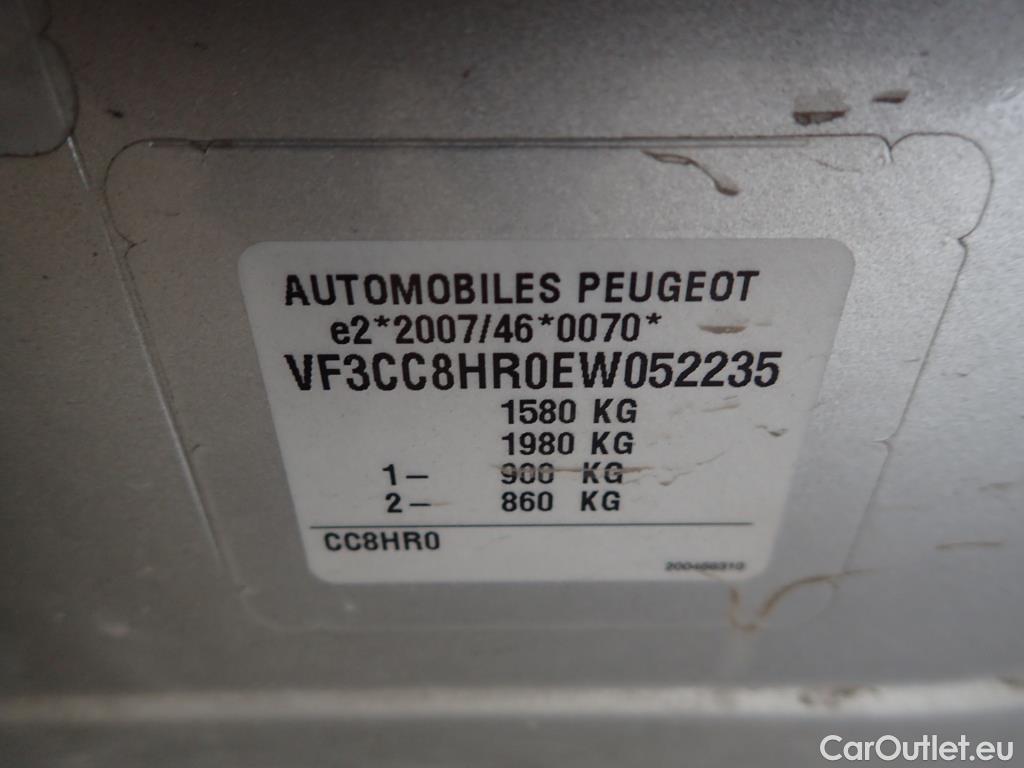 AUTOMOBILES PEUGEOT
e2*2007/46*0070*
VF3CC8HR0EW052235
1580 KG
1980 KG
1– 900 KG
2– 860 KG
CC8HR0
CarOutlet.eu